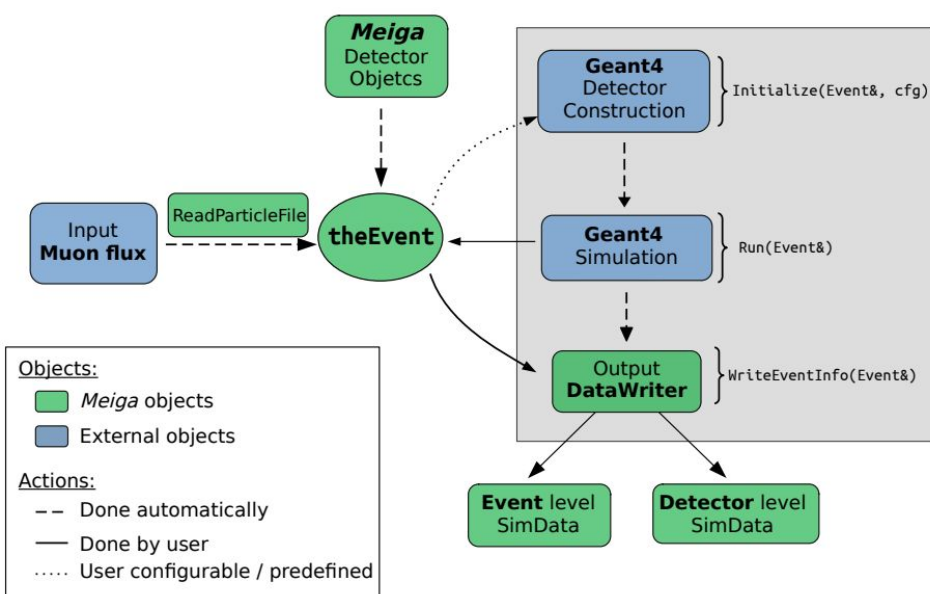 Meiga
Detector
Objetcs
Geant4
Detector
Construction
Initialize(Event&, cfg)
ReadParticleFile
Input
Muon flux
theEvent
Geant4
Simulation
Run(Event&)
Output
DataWriter
WriteEventInfo(Event&)
Event level
SimData
Detector level
SimData
Objects:
Meiga objects
External objects
Actions:
Done automatically
Done by user
User configurable / predefined